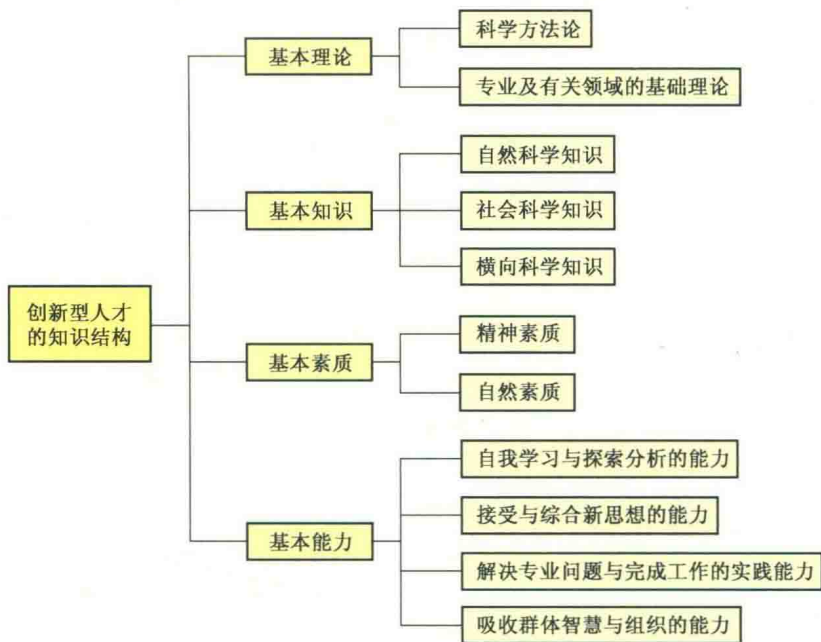 创新型人才
的知识结构
基本理论
科学方法论
专业及有关领域的基础理论
基本知识
自然科学知识
社会科学知识
横向科学知识
基本素质
精神素质
自然素质
基本能力
自我学习与探索分析的能力
接受与综合新思想的能力
解决专业问题与完成工作的实践能力
吸收群体智慧与组织的能力